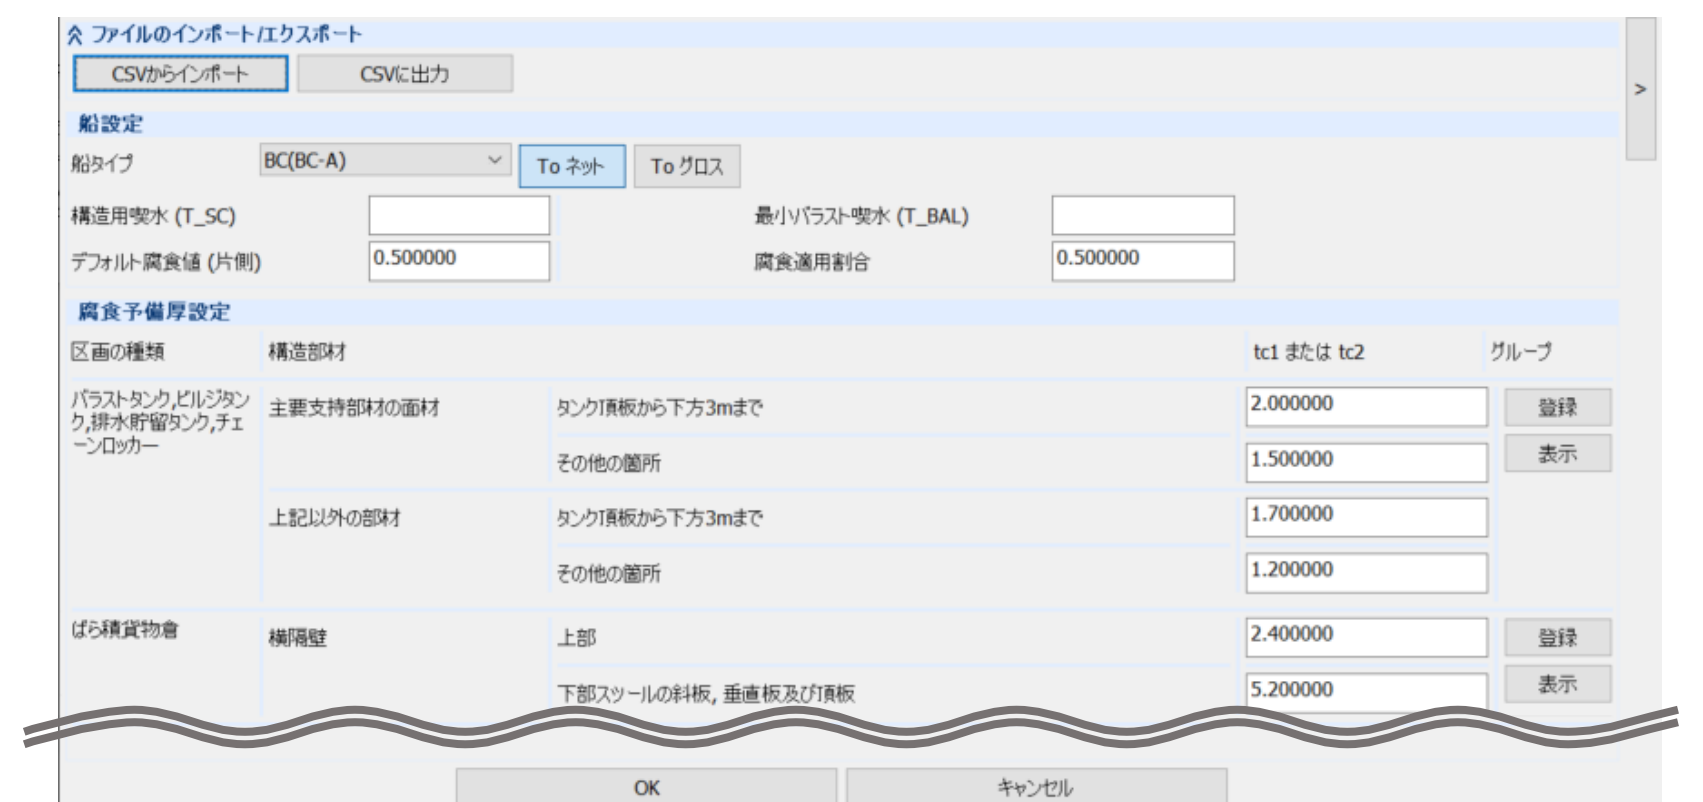 ファイルのインポート/エクスポート
CSVからインポート CSVに出力
>
船設定
船タイプ BC(BC-A) To ネット To グロス
構造用喫水 (T_SC) 最小バラスト喫水 (T_BAL)
デフォルト腐食値 (片側) 0.500000 腐食適用割合 0.500000
腐食予備厚設定
区画の種類 構造部材 tc1 または tc2 グループ
バラストタンク,ビルジタン
ク,排水貯留タンク,チェ
ーンロッカー
主要支持部材の面材 タンク頂板から下方3mまで 2.000000 登録
その他の箇所 1.500000 表示
上記以外の部材 タンク頂板から下方3mまで 1.700000
その他の箇所 1.200000
ばら積貨物倉 横隔壁 上部 2.400000 登録
下部スツールの斜板, 垂直板及び頂板 5.200000 表示
OK キャンセル